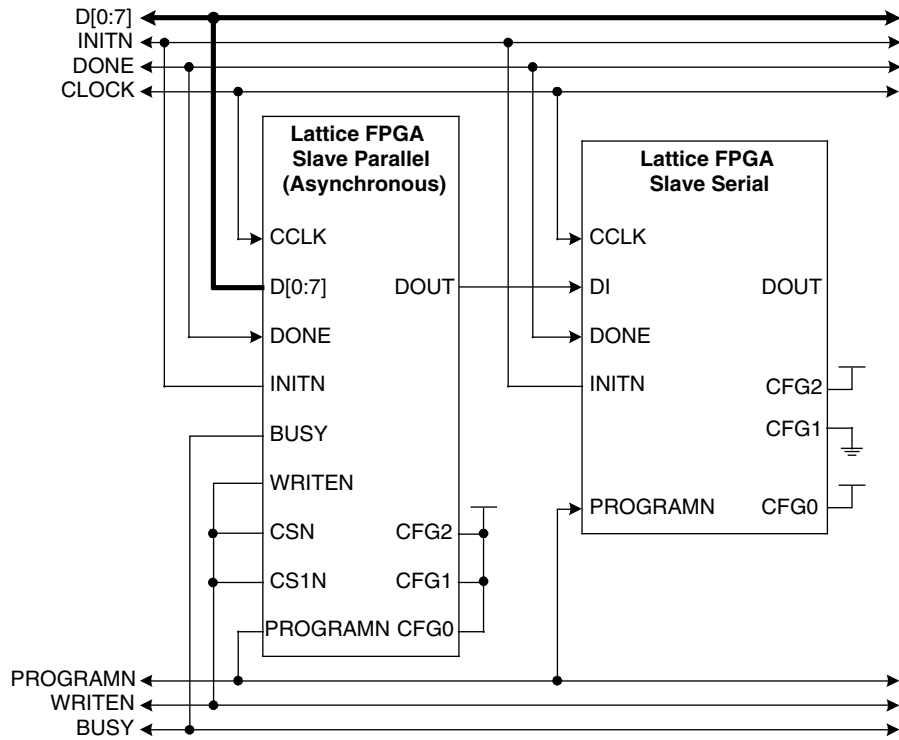 D[0:7]
INITN
DONE
CLOCK
Lattice FPGA
Slave Parallel
(Asynchronous)
CCLK
D[0:7]
DOUT
DONE
INITN
BUSY
WRITEN
CSN
CFG2
CS1N
CFG1
PROGRAMN
CFG0
Lattice FPGA
Slave Serial
CCLK
DI
DOUT
DONE
INITN
CFG2
CFG1
PROGRAMN
CFG0
PROGRAMN
WRITEN
BUSY